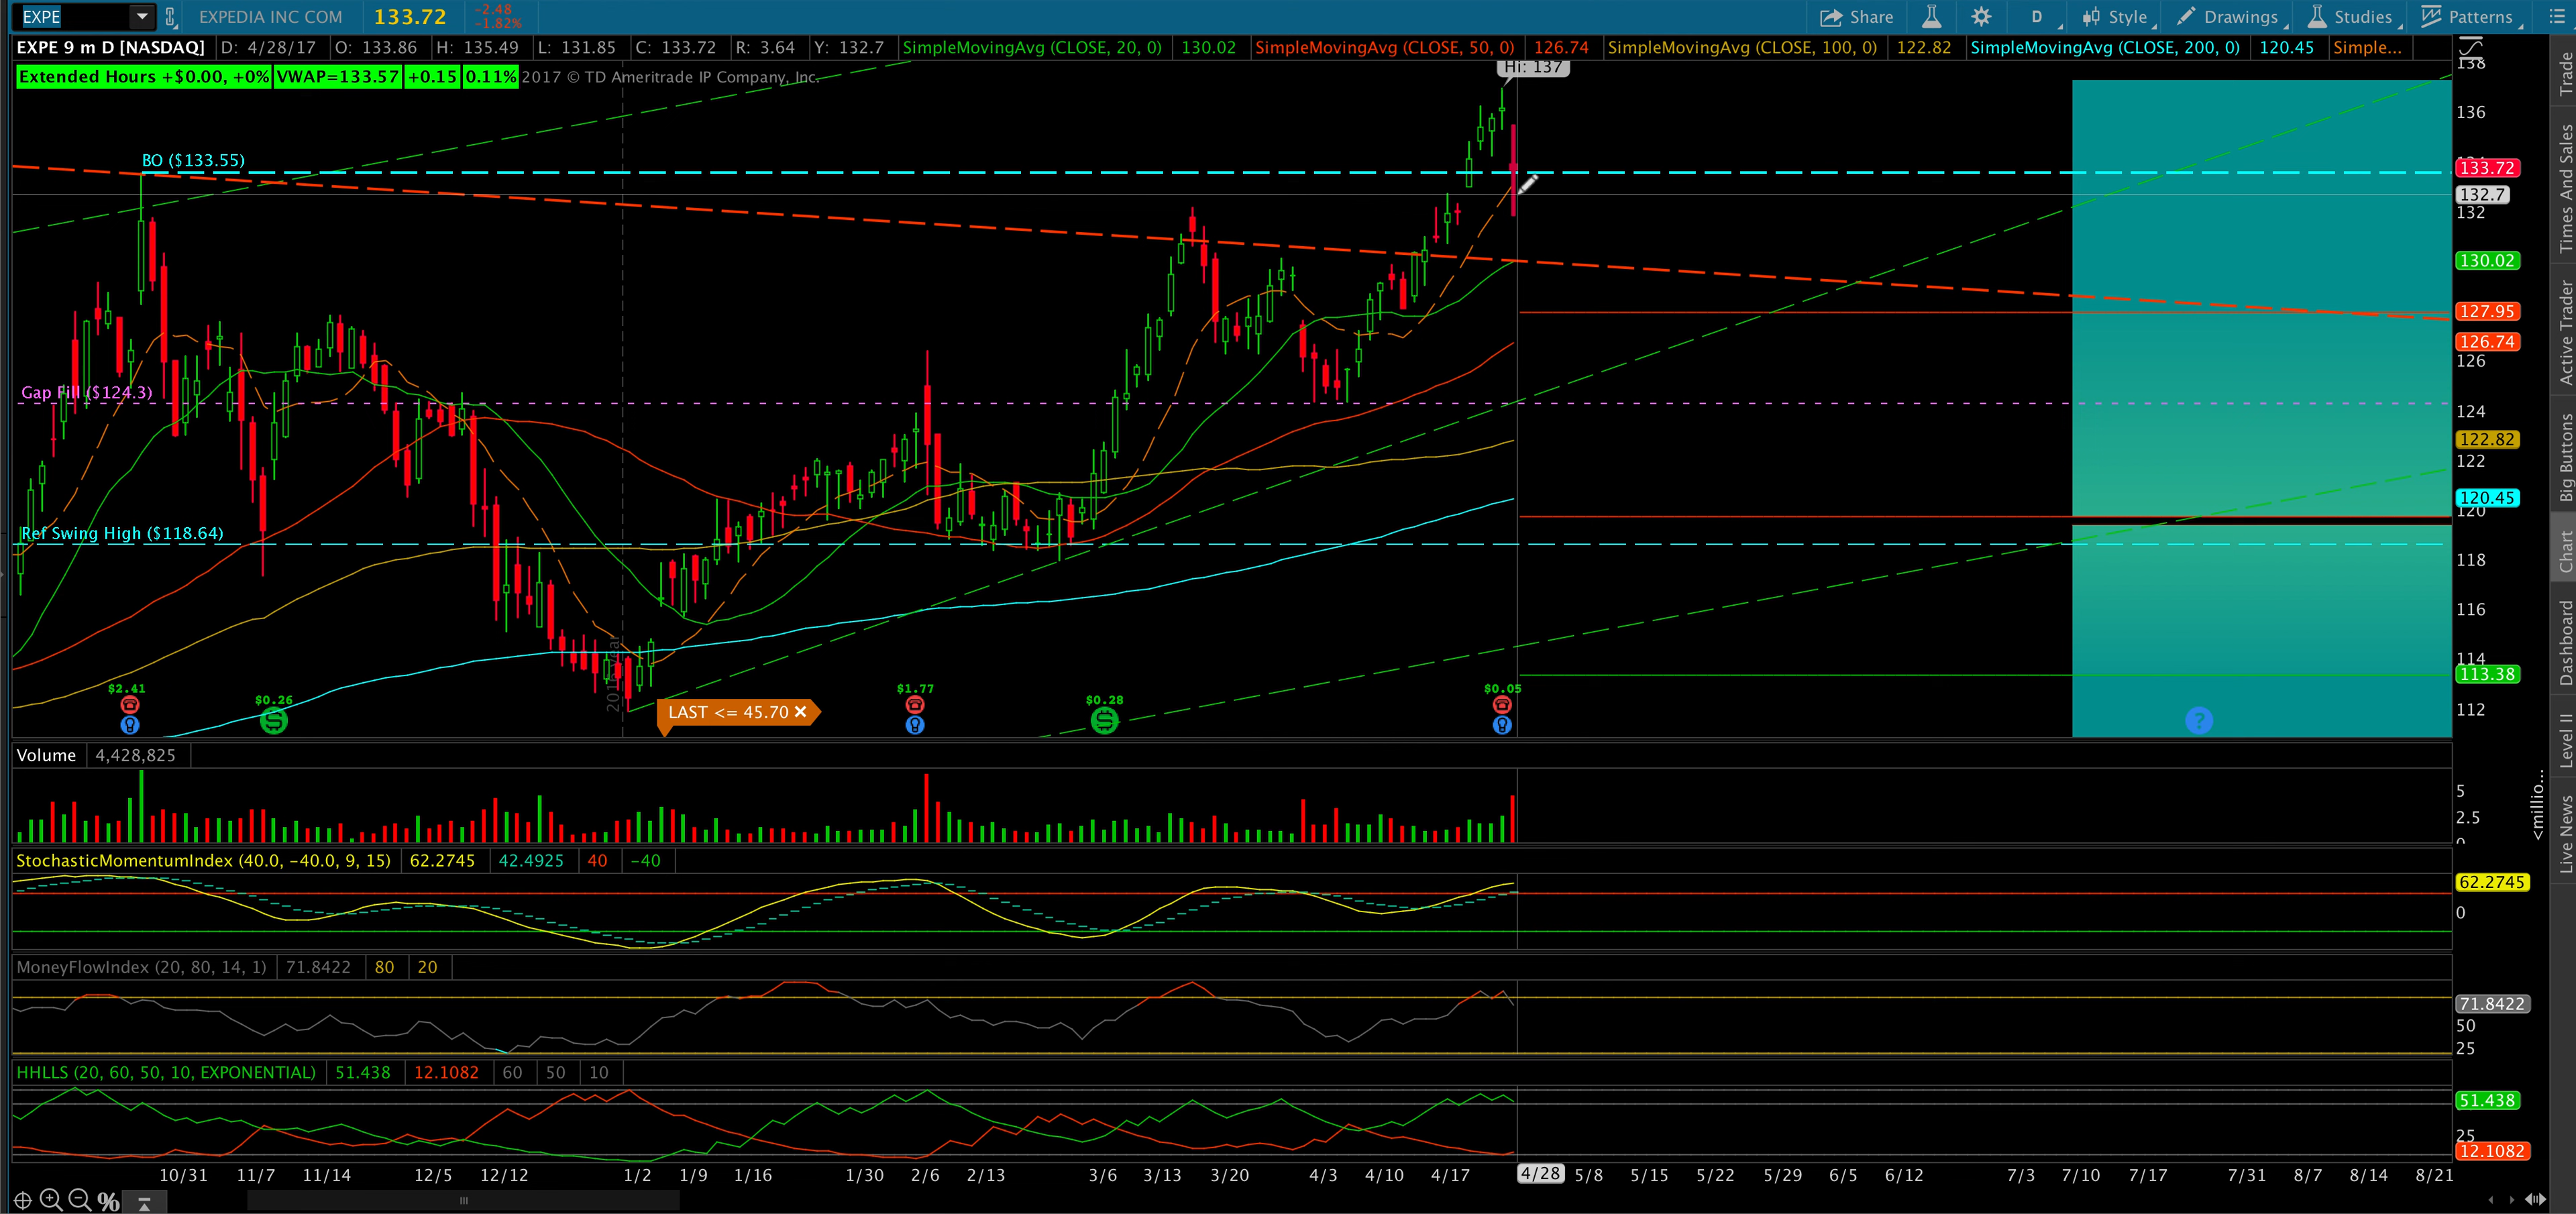 EXPE EXPEDIA INC COM 133.72 -2.48 -1.82% Share D Style Drawings Studies Patterns
EXPE 9 m D [NASDAQ] D: 4/28/17 O: 133.86 H: 135.49 L: 131.85 C: 133.72 R: 3.64 Y: 132.7 SimpleMovingAvg (CLOSE, 20, 0) 130.02 SimpleMovingAvg (CLOSE, 50, 0) 126.74 SimpleMovingAvg (CLOSE, 100, 0) 122.82 SimpleMovingAvg (CLOSE, 200, 0) 120.45 Simple...
Extended Hours +$0.00, +0% VWAP=133.57 +0.15 0.11% 2017 © TD Ameritrade IP Company, Inc.
Hi: 137
138
136
BO ($133.55)
133.72
132.7
132
130.02
127.95
126.74
126
Gap Fill ($124.3)
124
122.82
122
120.45
120
Ref Swing High ($118.64)
118
116
114
113.38
112
$2.41 $0.26 $1.77 $0.28 $0.05
LAST <= 45.70 ×
?
Volume 4,428,825
5
2.5
0
<millio...
StochasticMomentumIndex (40.0, -40.0, 9, 15) 62.2745 42.4925 40 -40
62.2745
0
MoneyFlowIndex (20, 80, 14, 1) 71.8422 80 20
71.8422
50
25
HHLLS (20, 60, 50, 10, EXPONENTIAL) 51.438 12.1082 60 50 10
51.438
25
12.1082
10/31 11/7 11/14 12/5 12/12 1/2 1/9 1/16 1/30 2/6 2/13 3/6 3/13 3/20 4/3 4/10 4/17 4/28 5/8 5/15 5/22 5/29 6/5 6/12 7/3 7/10 7/17 7/31 8/7 8/14 8/21
%
Trade
Times And Sales
Active Trader
Big Buttons
Chart
Dashboard
Level II
Live News